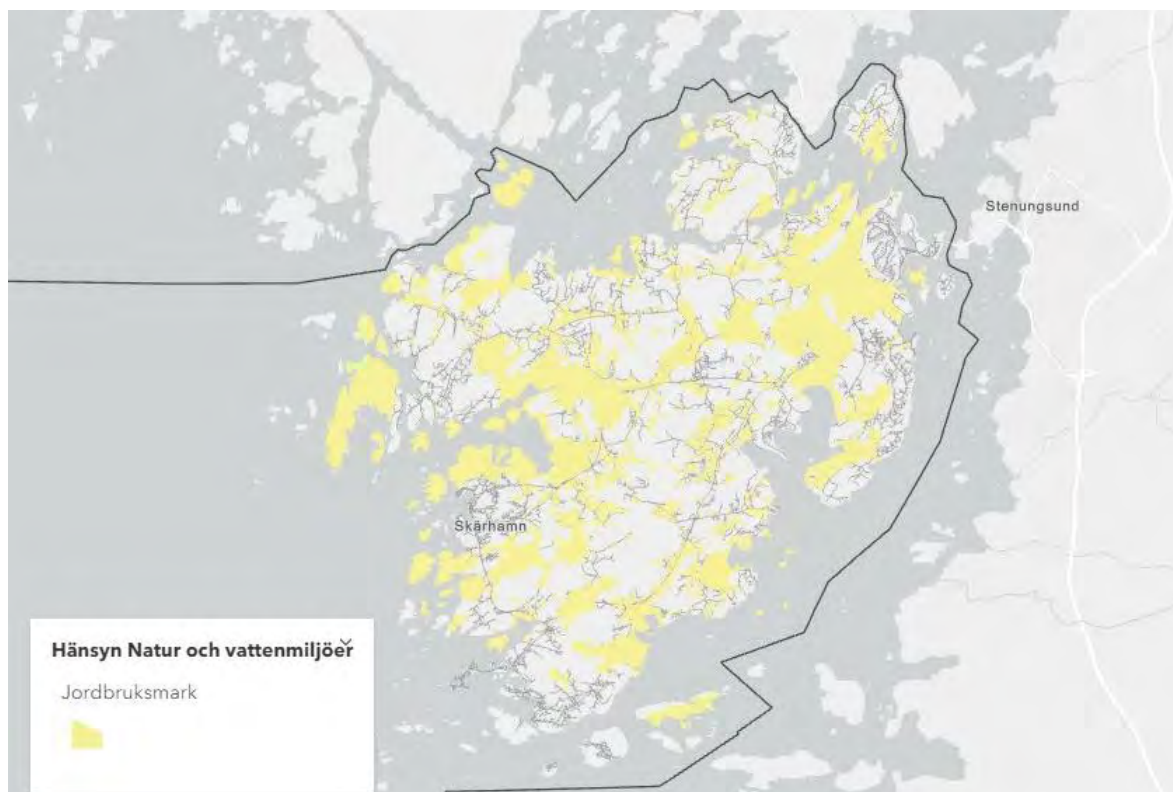 Stenungsund
Skärhamn
Hänsyn Natur och vattenmiljöer
Jordbruksmark